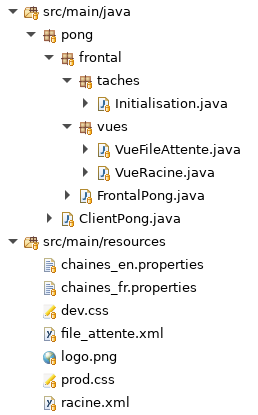 src/main/java
pong
frontal
taches
Initialisation.java
vues
VueFileAttente.java
VueRacine.java
FrontalPong.java
ClientPong.java
src/main/resources
chaines_en.properties
chaines_fr.properties
dev.css
file_attente.xml
logo.png
prod.css
racine.xml